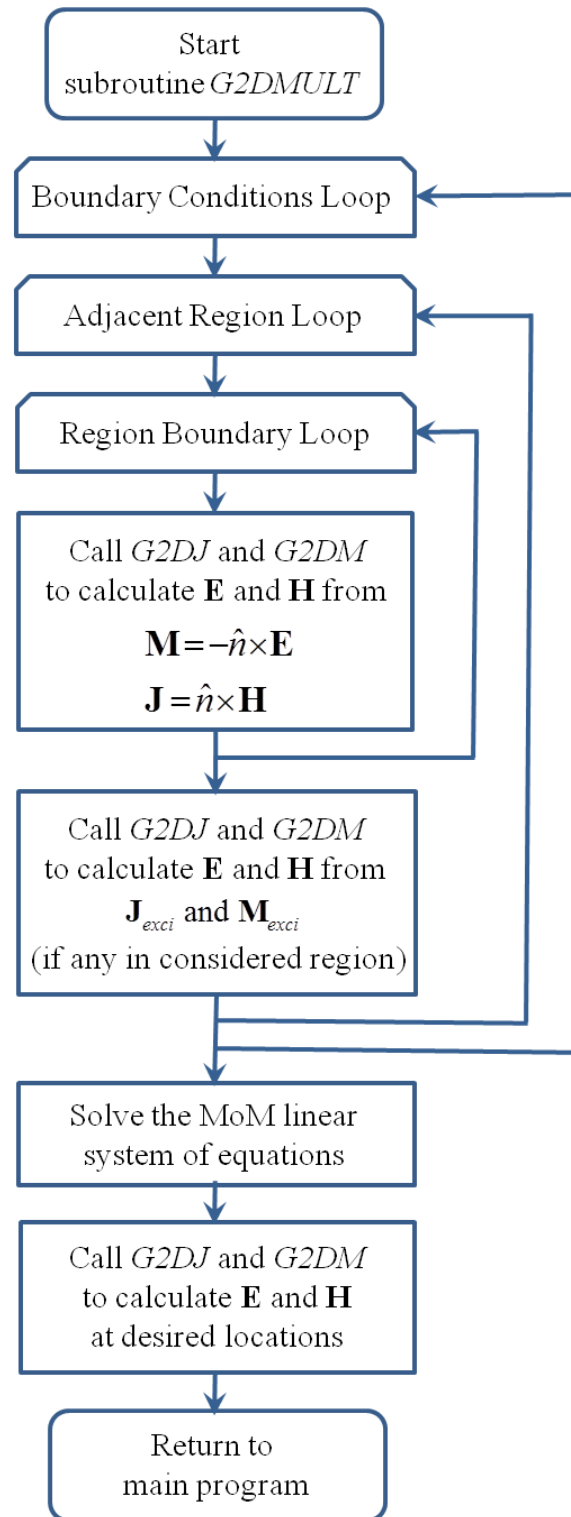 Start
subroutine G2DMULT
Boundary Conditions Loop
Adjacent Region Loop
Region Boundary Loop
Call G2DJ and G2DM
to calculate E and H from
M = −n̂×E
J = n̂×H
Call G2DJ and G2DM
to calculate E and H from
J_exci and M_exci
(if any in considered region)
Solve the MoM linear
system of equations
Call G2DJ and G2DM
to calculate E and H
at desired locations
Return to
main program